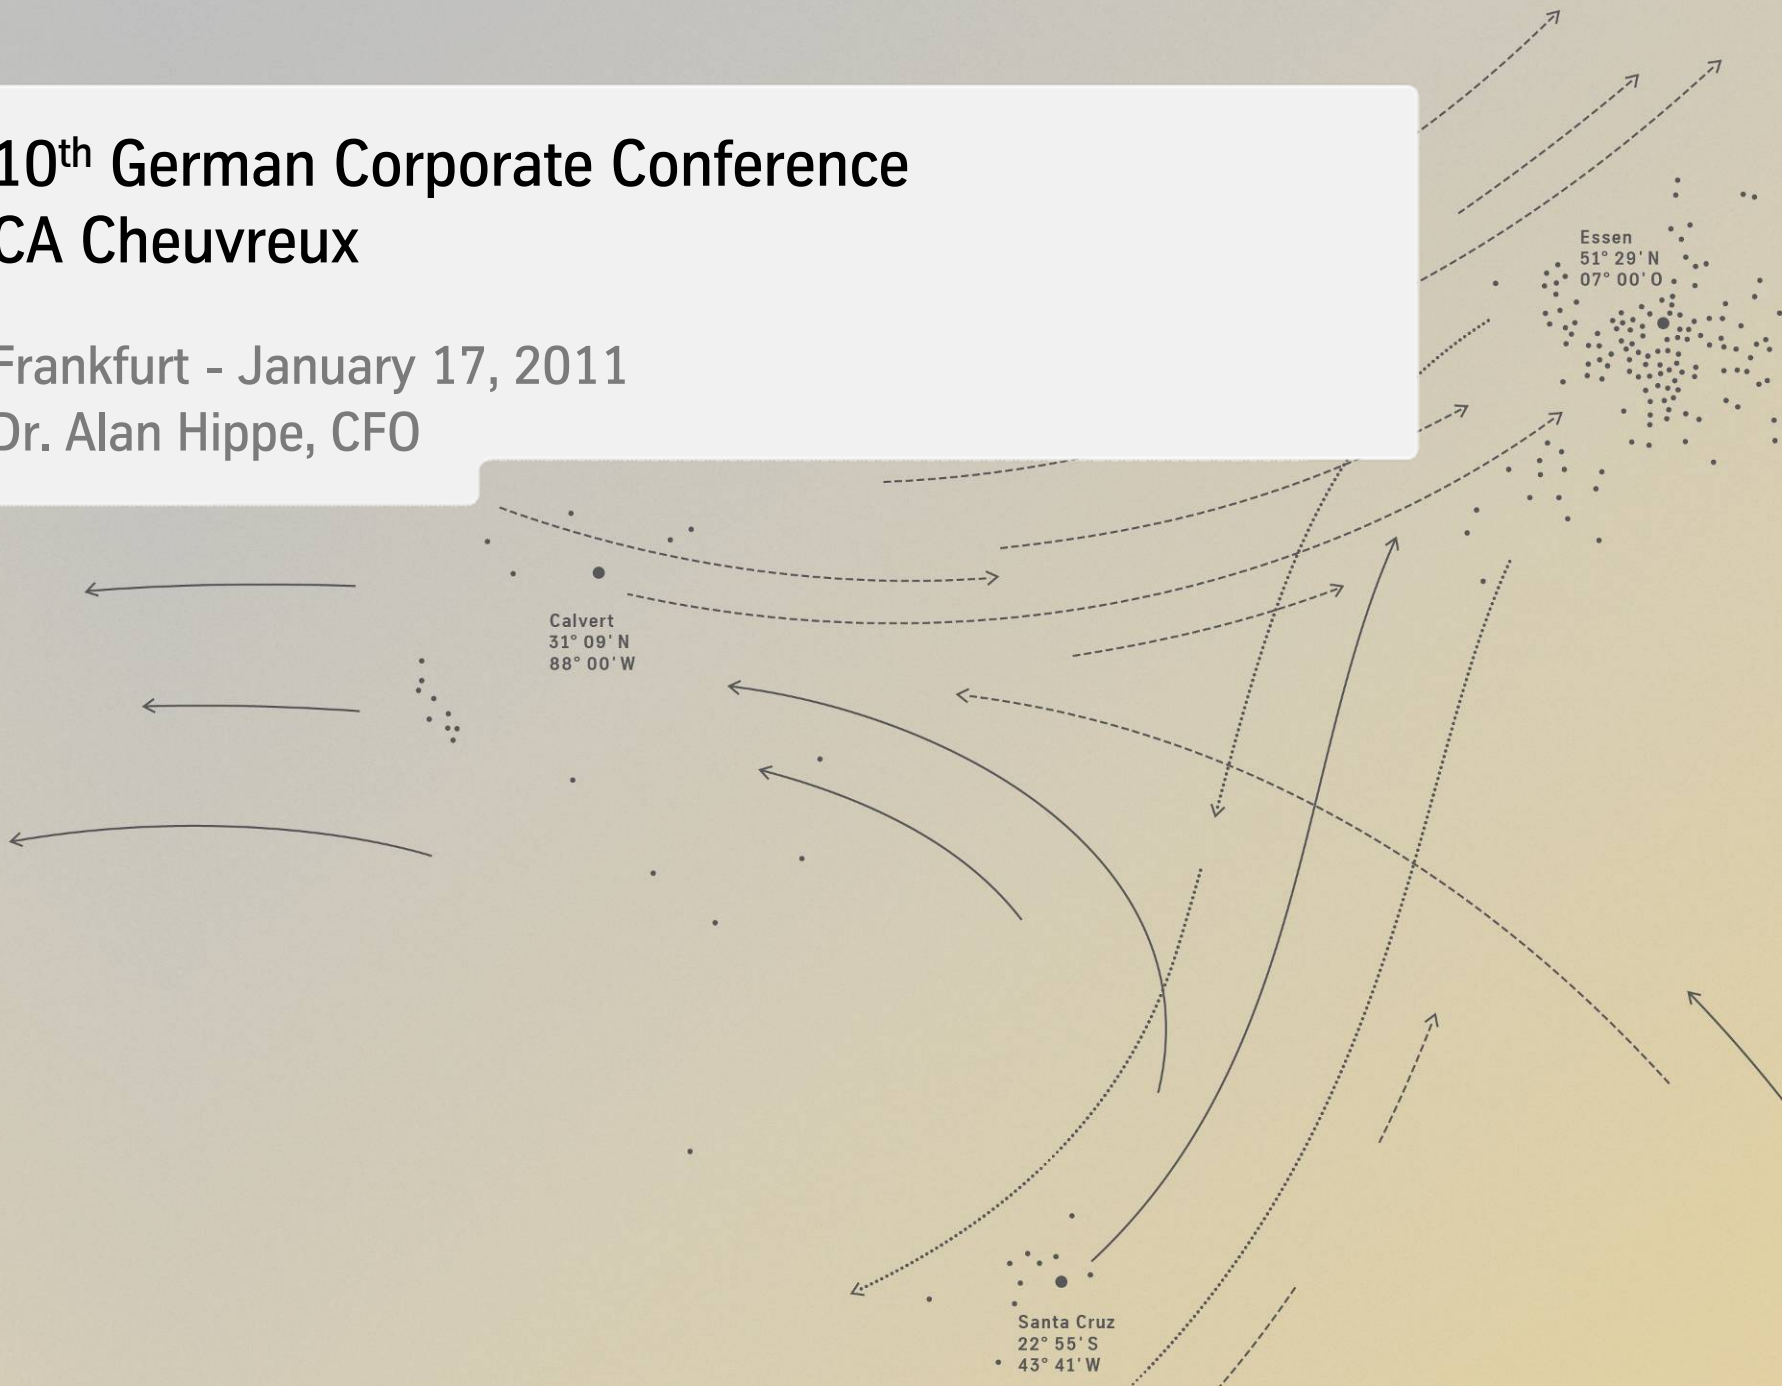 10th German Corporate Conference
CA Cheuvreux
Frankfurt - January 17, 2011
Dr. Alan Hippe, CFO
Essen
51° 29' N
07° 00' O
Calvert
31° 09' N
88° 00' W
Santa Cruz
22° 55' S
43° 41' W